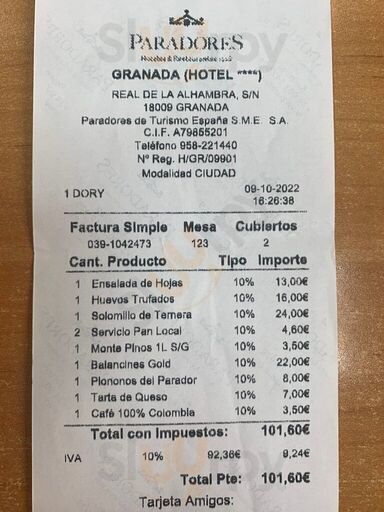 PARADORES
Hoteles & Restaurantes 1928
GRANADA (HOTEL ****)
REAL DE LA ALHAMBRA, S/N
18009 GRANADA
Paradores de Turismo España S.M.E. S.A.
C.I.F. A79855201
Teléfono 958-221440
Nº Reg. H/GR/09901
Modalidad CIUDAD
1 DORY 09-10-2022
16:26:38
Factura Simple Mesa Cubiertos
039-1042473 123 2
Cant. Producto Tipo Importe
1 Ensalada de Hojas 10% 13,00€
1 Huevos Trufados 10% 16,00€
1 Solomillo de Ternera 10% 24,00€
2 Servicio Pan Local 10% 4,60€
1 Monte Pinos 1L S/G 10% 3,50€
1 Balancines Gold 10% 22,00€
1 Piononos del Parador 10% 8,00€
1 Tarta de Queso 10% 7,00€
1 Café 100% Colombia 10% 3,50€
Total con Impuestos: 101,60€
IVA 10% 92,36€ 9,24€
Total Pte: 101,60€
Tarjeta Amigos: